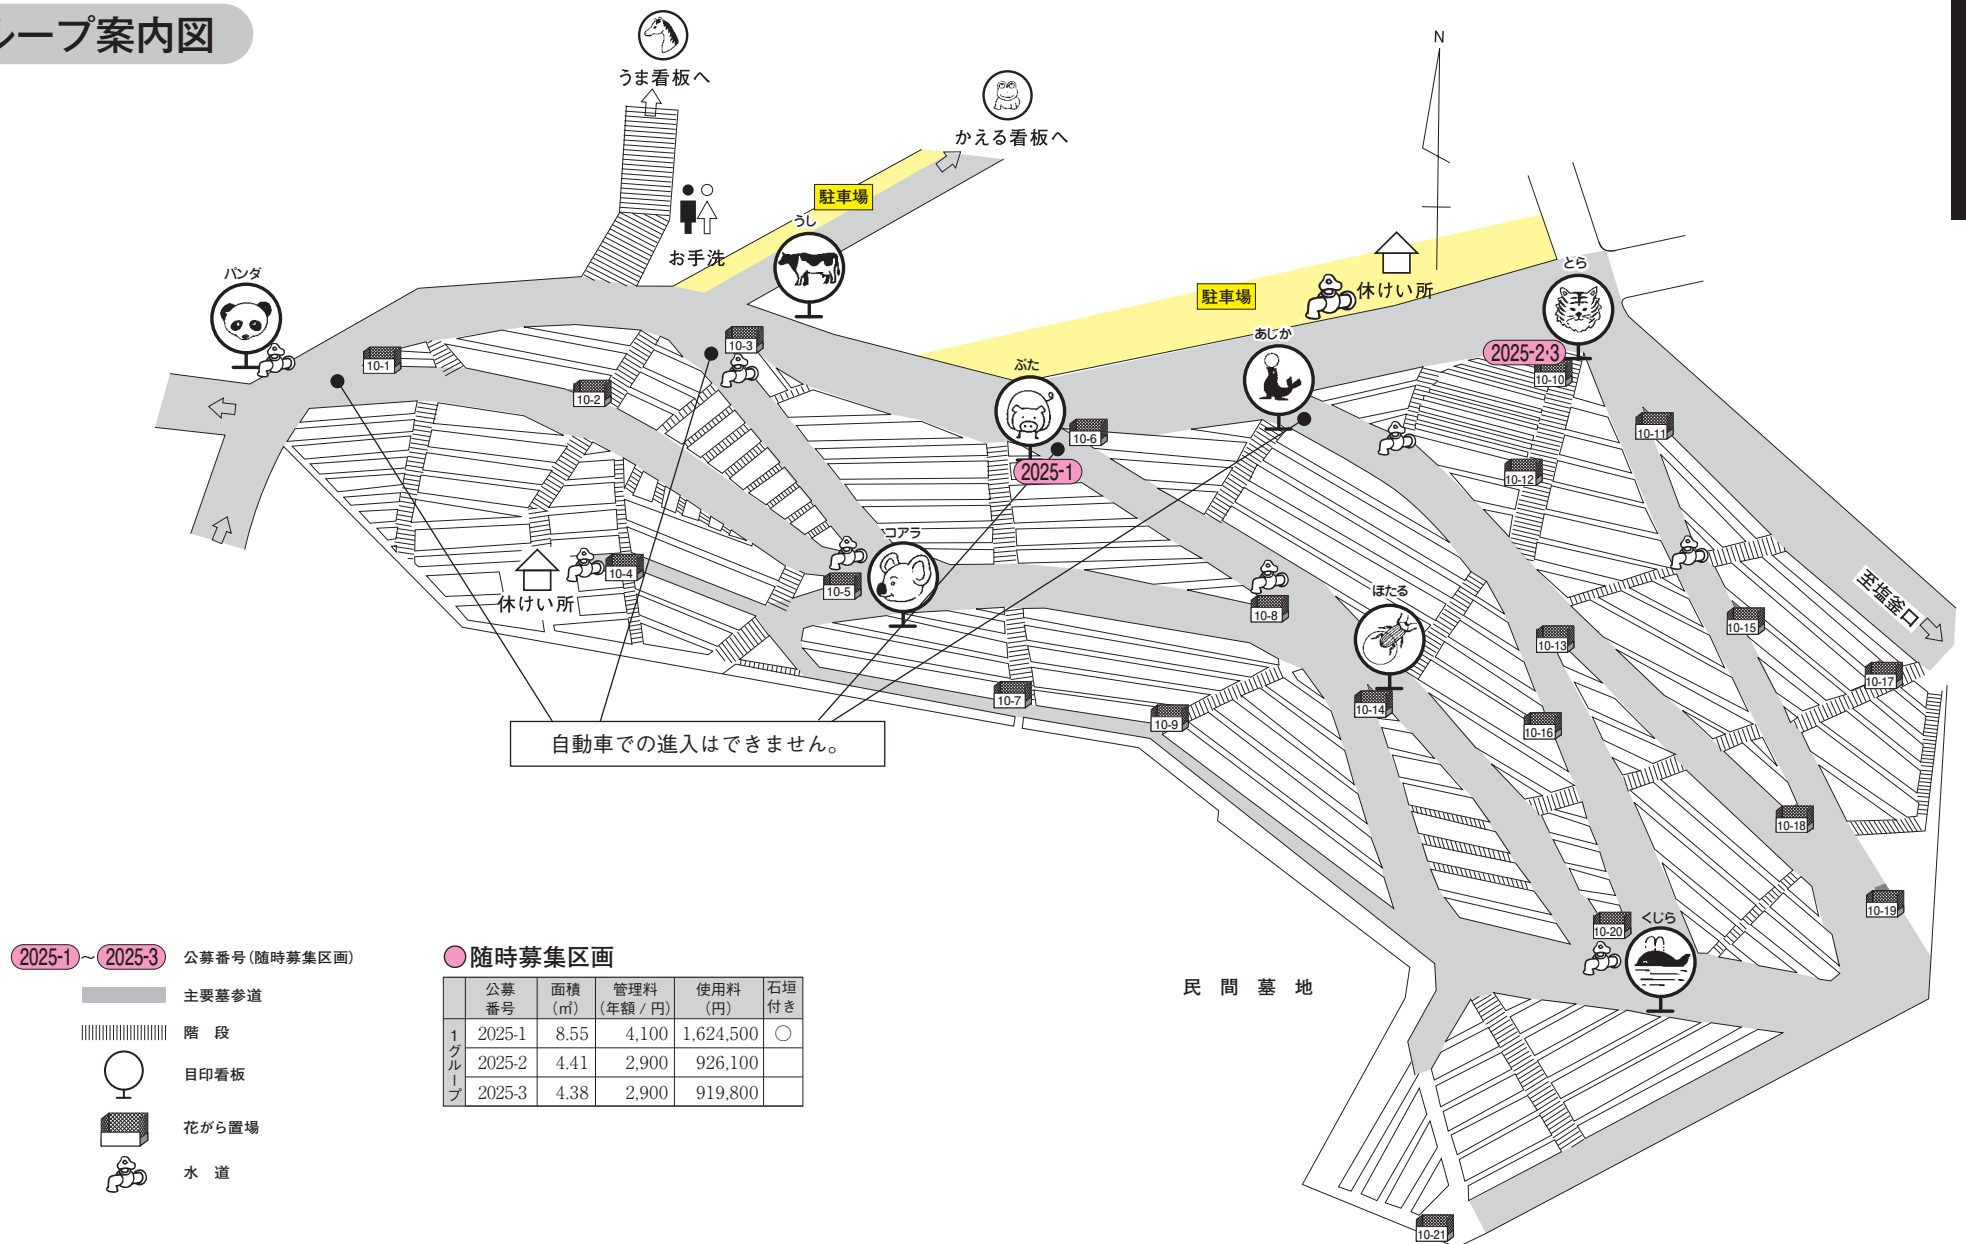 ループ案内図
うま看板へ
かえる看板へ
N
駐車場
うし
お手洗
パンダ
とら
駐車場
休けい所
あしか
ぶた
2025-2·3
10-1
10-2
10-3
10-6
10-10
10-11
2025-1
10-12
コアラ
10-4
休けい所
10-5
10-8
ほたる
至塩釜口
10-13
10-15
10-17
10-7
10-9
10-14
10-16
自動車での進入はできません。
10-18
10-19
10-20
くじら
民間墓地
10-21
2025-1～2025-3 公募番号(随時募集区画)
主要墓参道
階段
目印看板
花がら置場
水道
●随時募集区画
公募番号 面積(㎡) 管理料(年額/円) 使用料(円) 石垣付き
1グループ
2025-1 8.55 4,100 1,624,500 ○
2025-2 4.41 2,900 926,100
2025-3 4.38 2,900 919,800